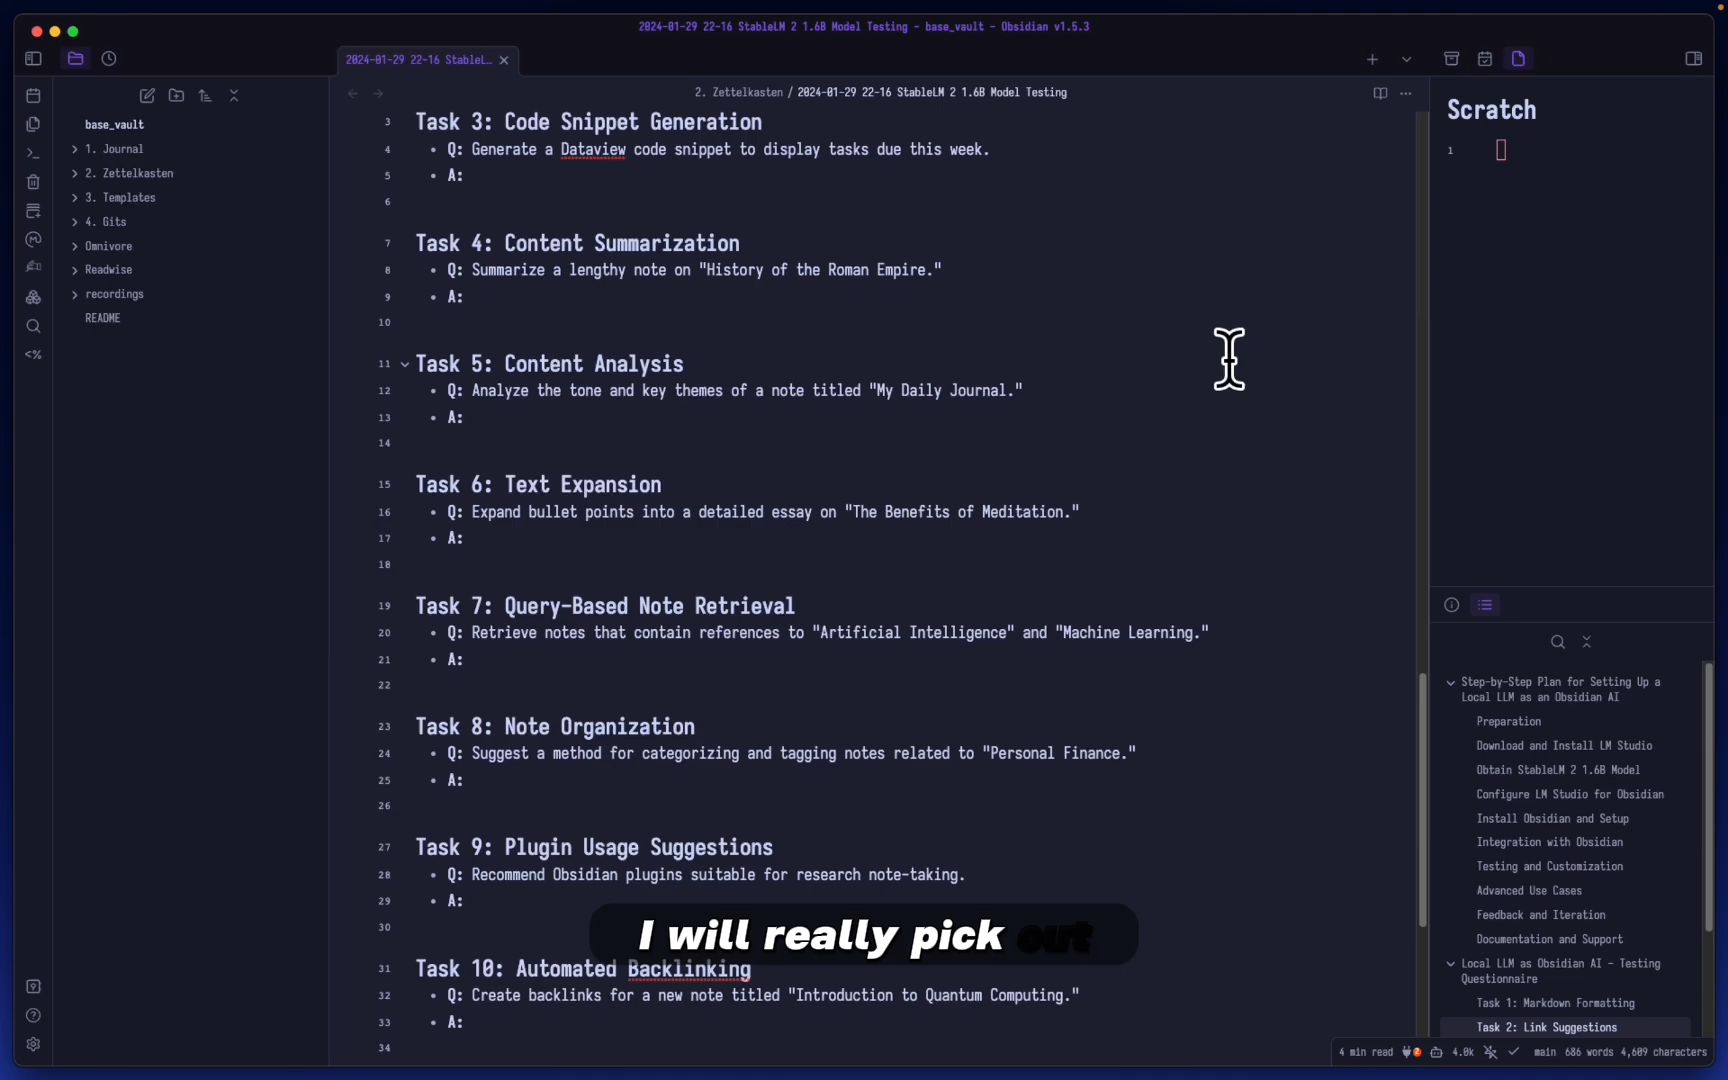 2024-01-29 22-16 StableLM 2 1.6B Model Testing - base_vault - Obsidian v1.5.3
2024-01-29 22-16 StableL…
2. Zettelkasten / 2024-01-29 22-16 StableLM 2 1.6B Model Testing
base_vault
1. Journal
2. Zettelkasten
3. Templates
4. Gits
Omnivore
Readwise
recordings
README
3 Task 3: Code Snippet Generation
4 • Q: Generate a Dataview code snippet to display tasks due this week.
5 • A:
6
7 Task 4: Content Summarization
8 • Q: Summarize a lengthy note on "History of the Roman Empire."
9 • A:
10
11 Task 5: Content Analysis
12 • Q: Analyze the tone and key themes of a note titled "My Daily Journal."
13 • A:
14
15 Task 6: Text Expansion
16 • Q: Expand bullet points into a detailed essay on "The Benefits of Meditation."
17 • A:
18
19 Task 7: Query-Based Note Retrieval
20 • Q: Retrieve notes that contain references to "Artificial Intelligence" and "Machine Learning."
21 • A:
22
23 Task 8: Note Organization
24 • Q: Suggest a method for categorizing and tagging notes related to "Personal Finance."
25 • A:
26
27 Task 9: Plugin Usage Suggestions
28 • Q: Recommend Obsidian plugins suitable for research note-taking.
29 • A:
30
I will really pick out
31 Task 10: Automated Backlinking
32 • Q: Create backlinks for a new note titled "Introduction to Quantum Computing."
33 • A:
34
Scratch
1
Step-by-Step Plan for Setting Up a
Local LLM as an Obsidian AI
Preparation
Download and Install LM Studio
Obtain StableLM 2 1.6B Model
Configure LM Studio for Obsidian
Install Obsidian and Setup
Integration with Obsidian
Testing and Customization
Advanced Use Cases
Feedback and Iteration
Documentation and Support
Local LLM as Obsidian AI - Testing
Questionnaire
Task 1: Markdown Formatting
Task 2: Link Suggestions
4 min read 2 4.0k main 686 words 4,609 characters